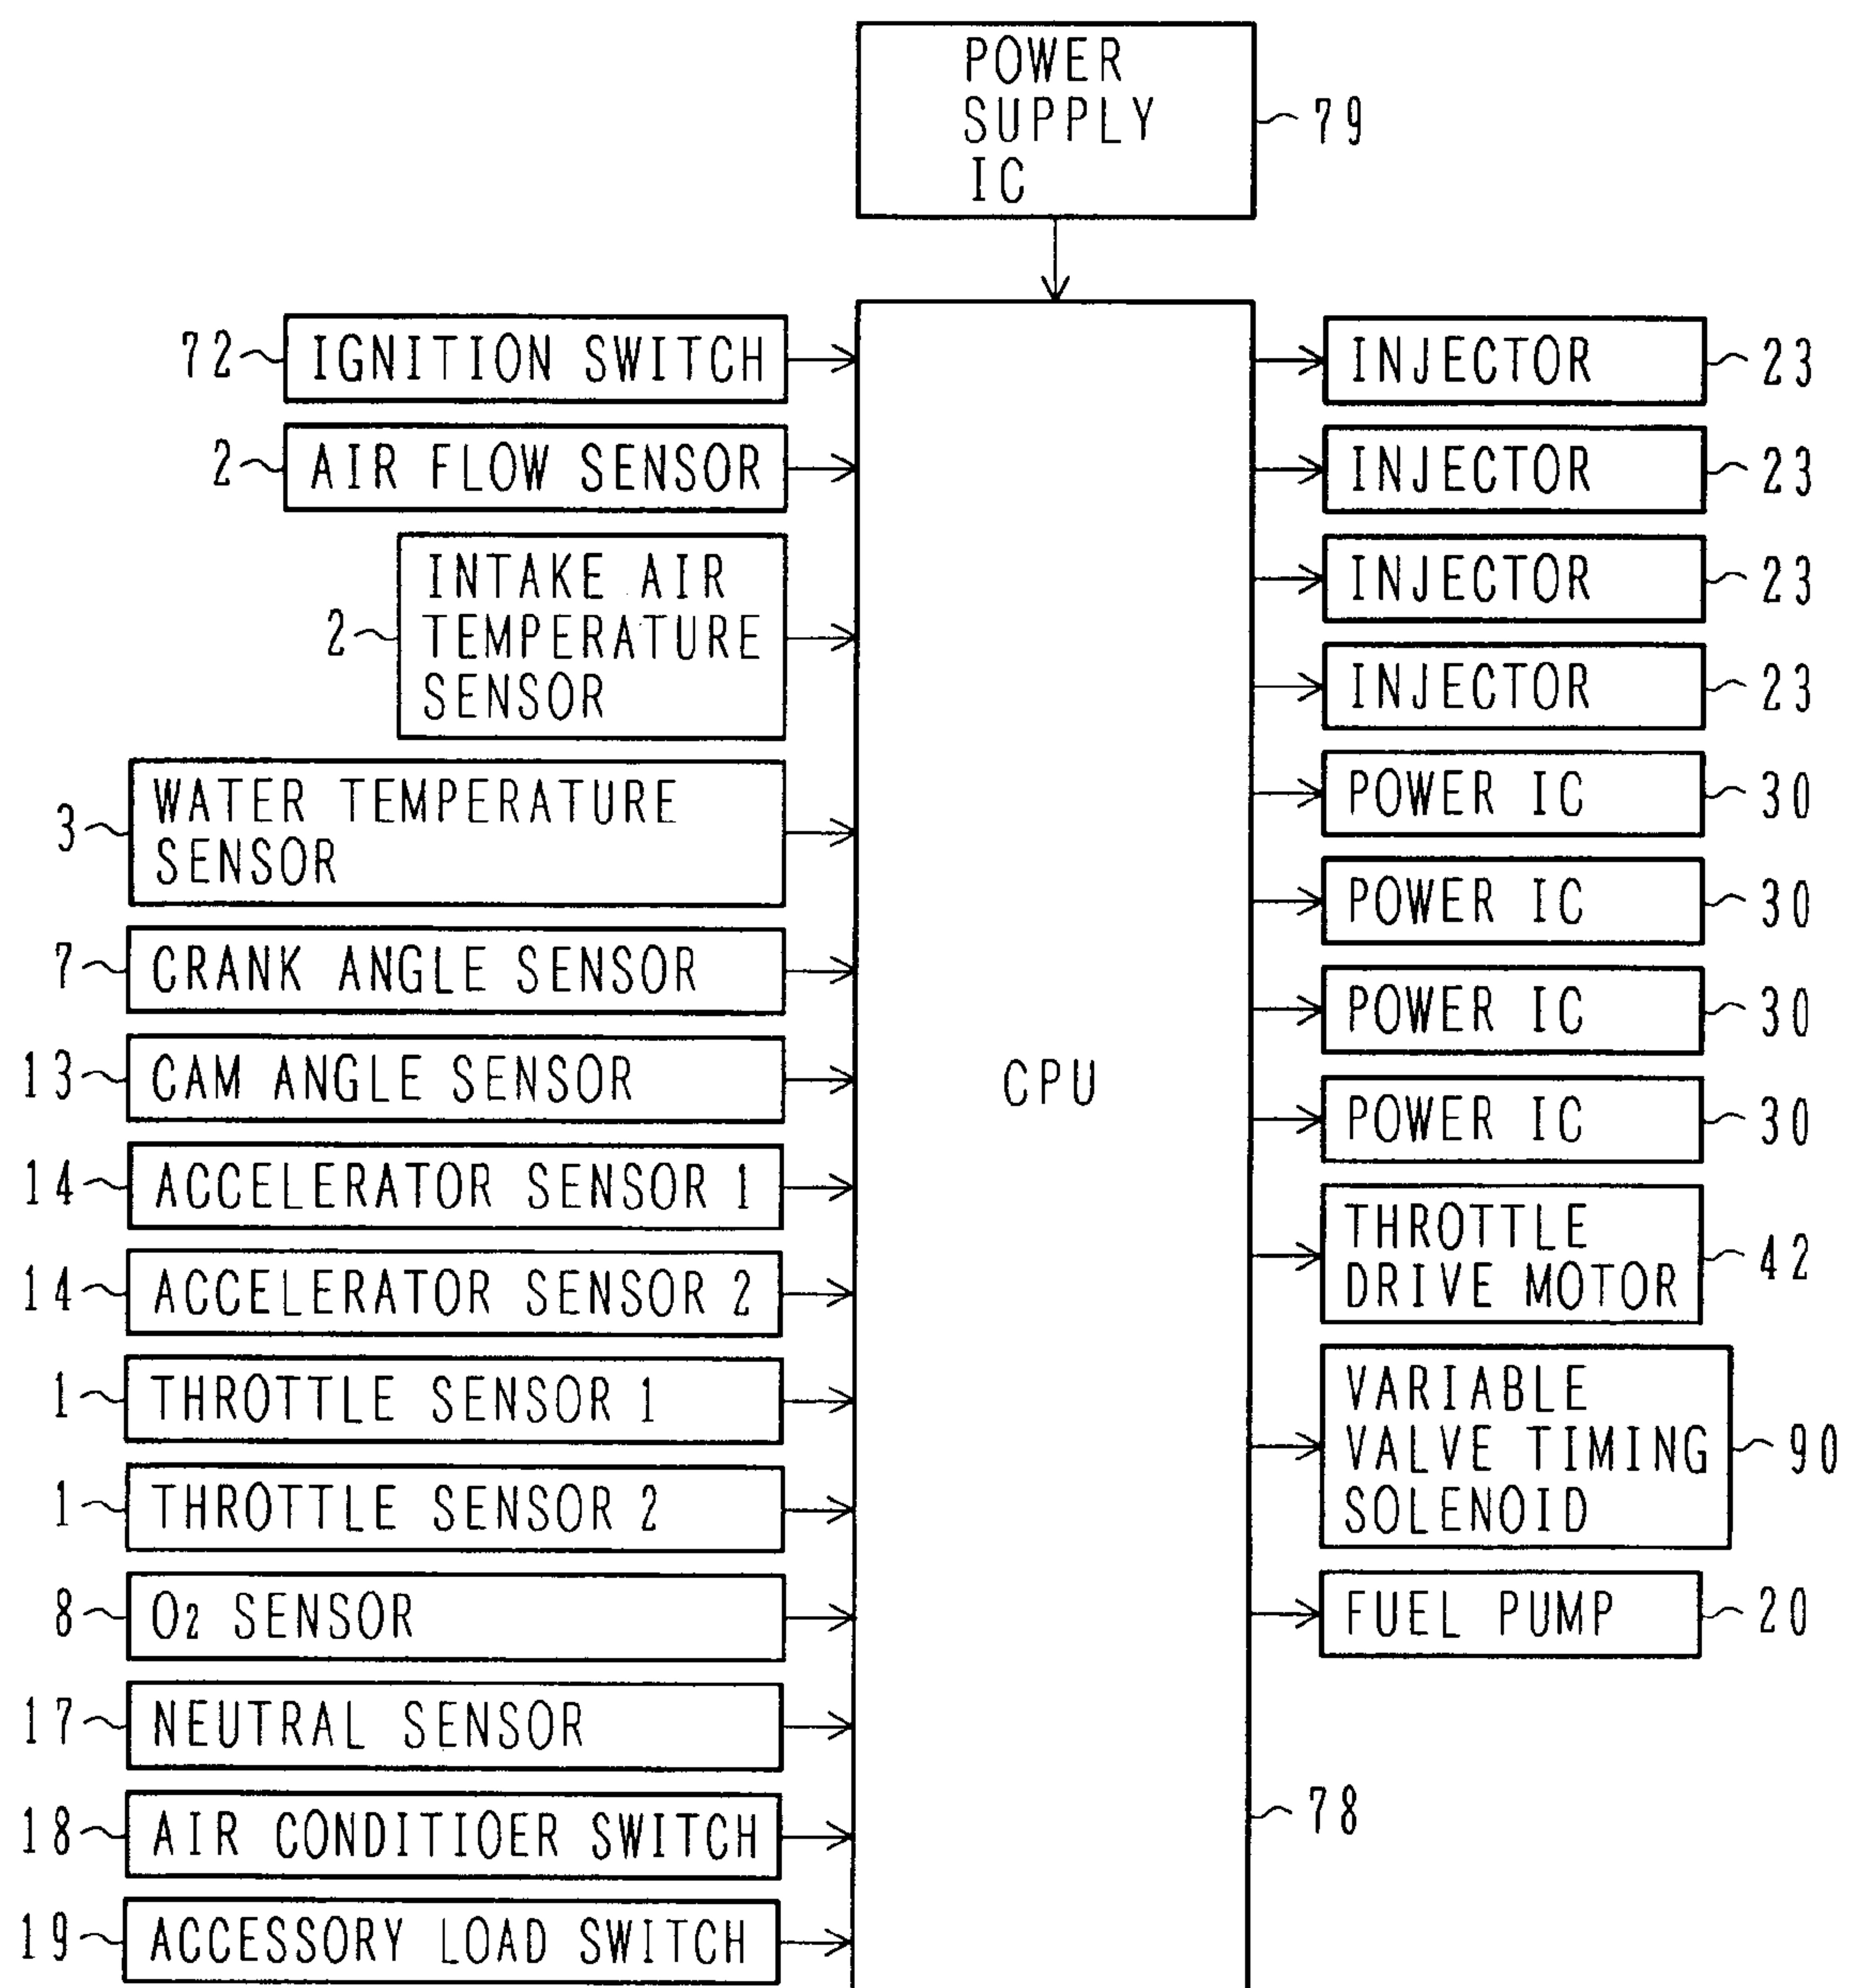 POWER
SUPPLY
IC
79
72 IGNITION SWITCH
2 AIR FLOW SENSOR
2 INTAKE AIR
TEMPERATURE
SENSOR
3 WATER TEMPERATURE
SENSOR
7 CRANK ANGLE SENSOR
13 CAM ANGLE SENSOR
14 ACCELERATOR SENSOR 1
14 ACCELERATOR SENSOR 2
1 THROTTLE SENSOR 1
1 THROTTLE SENSOR 2
8 O2 SENSOR
17 NEUTRAL SENSOR
18 AIR CONDITIOER SWITCH
19 ACCESSORY LOAD SWITCH
CPU
78
INJECTOR 23
INJECTOR 23
INJECTOR 23
INJECTOR 23
POWER IC 30
POWER IC 30
POWER IC 30
POWER IC 30
THROTTLE
DRIVE MOTOR 42
VARIABLE
VALVE TIMING 90
SOLENOID
FUEL PUMP 20